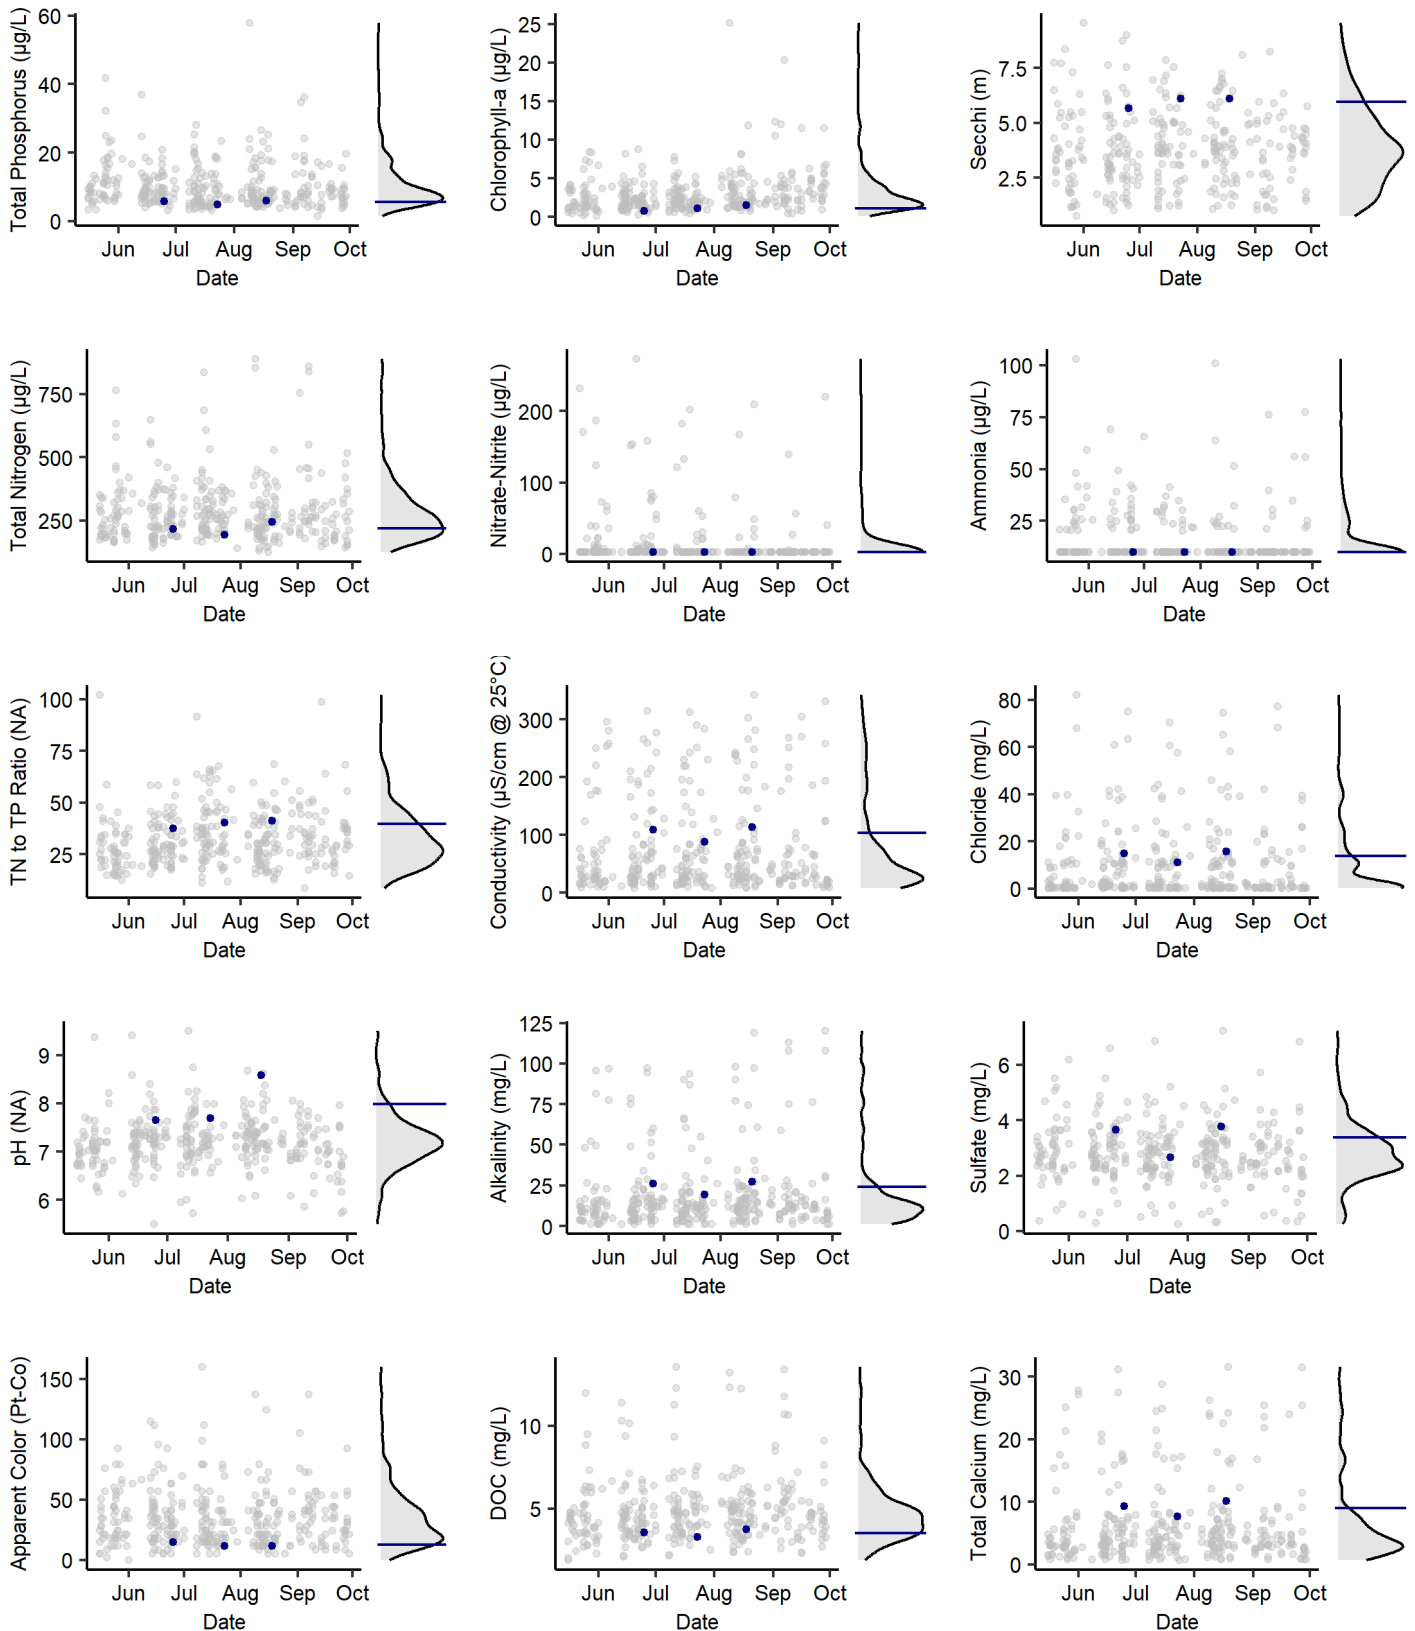 Total Phosphorus (µg/L)
60
40
20
0
Jun Jul Aug Sep Oct
Date
Chlorophyll-a (µg/L)
25
20
15
10
5
0
Jun Jul Aug Sep Oct
Date
Secchi (m)
7.5
5.0
2.5
Jun Jul Aug Sep Oct
Date
Total Nitrogen (µg/L)
750
500
250
Jun Jul Aug Sep Oct
Date
Nitrate-Nitrite (µg/L)
200
100
0
Jun Jul Aug Sep Oct
Date
Ammonia (µg/L)
100
75
50
25
Jun Jul Aug Sep Oct
Date
TN to TP Ratio (NA)
100
75
50
25
Jun Jul Aug Sep Oct
Date
Conductivity (µS/cm @ 25°C)
300
200
100
0
Jun Jul Aug Sep Oct
Date
Chloride (mg/L)
80
60
40
20
0
Jun Jul Aug Sep Oct
Date
pH (NA)
9
8
7
6
Jun Jul Aug Sep Oct
Date
Alkalinity (mg/L)
125
100
75
50
25
0
Jun Jul Aug Sep Oct
Date
Sulfate (mg/L)
6
4
2
0
Jun Jul Aug Sep Oct
Date
Apparent Color (Pt-Co)
150
100
50
0
Jun Jul Aug Sep Oct
Date
DOC (mg/L)
10
5
Jun Jul Aug Sep Oct
Date
Total Calcium (mg/L)
30
20
10
0
Jun Jul Aug Sep Oct
Date